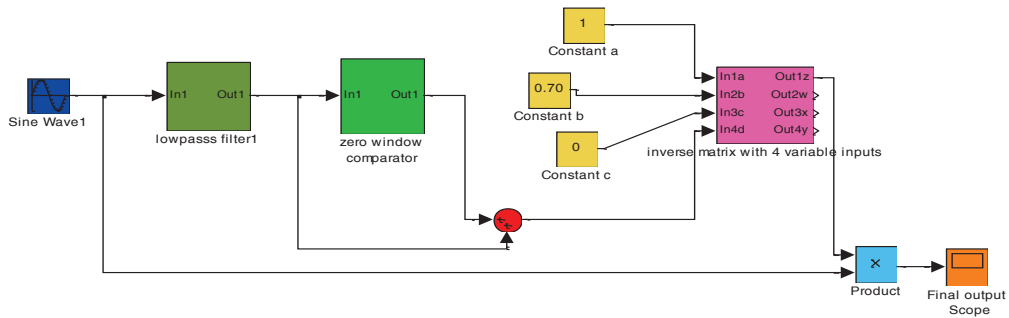 1
Constant a
In1 Out1
Sine Wave1
lowpasss filter1
In1 Out1
zero window
comparator
0.70
Constant b
0
Constant c
In1a Out1z
In2b Out2w
In3c Out3x
In4d Out4y
inverse matrix with 4 variable inputs
+
+
×
Product
Final output
Scope